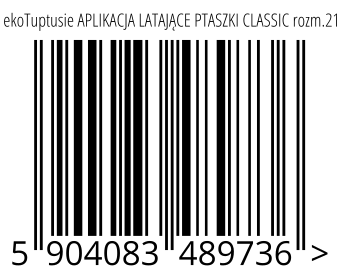 ekoTuptusie APLIKACJA LATAJĄCE PTASZKI CLASSIC rozm.21
5 904083 489736 >